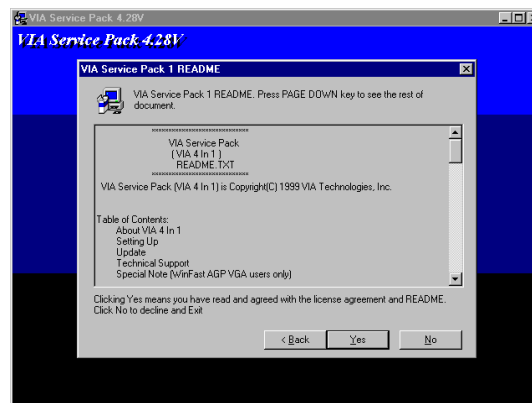 VIA Service Pack 4.28V
VIA Service Pack 4.28V
VIA Service Pack 1 README
VIA Service Pack 1 README. Press PAGE DOWN key to see the rest of
document.
××××××××××××××××××××××××××××
VIA Service Pack
( VIA 4 In 1 )
README.TXT
××××××××××××××××××××××××××××
VIA Service Pack (VIA 4 In 1) is Copyright(C) 1999 VIA Technologies, Inc.
Table of Contents:
About VIA 4 In 1
Setting Up
Update
Technical Support
Special Note (WinFast AGP VGA users only)
Clicking Yes means you have read and agreed with the license agreement and README.
Click No to decline and Exit
< Back
Yes
No